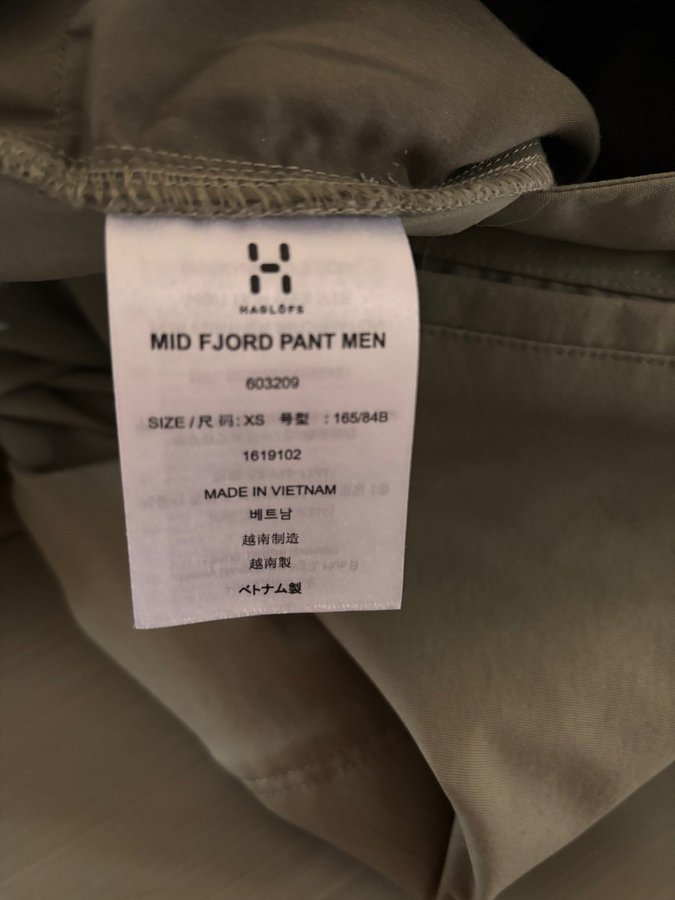 HAGLÖFS
MID FJORD PANT MEN
603209
SIZE / 尺 码: XS 号型 : 165/84B
1619102
MADE IN VIETNAM
베트남
越南制造
越南製
ベトナム製